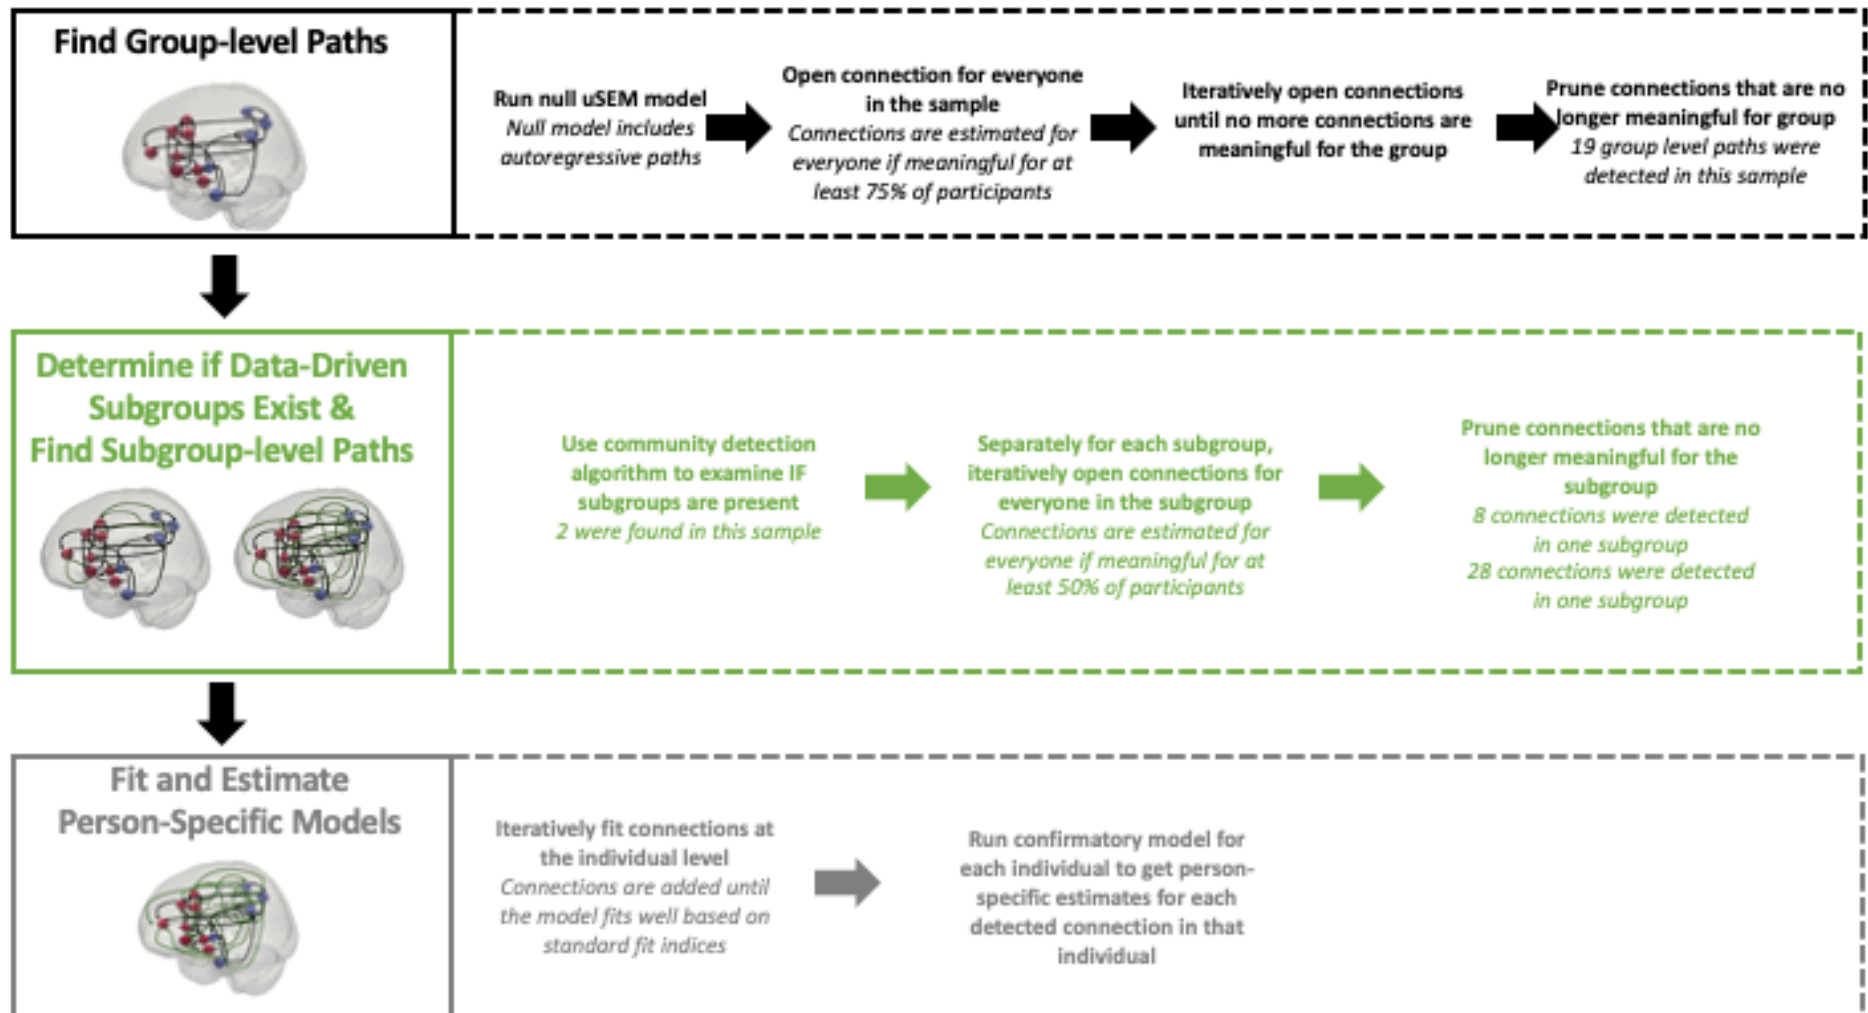 Find Group-level Paths
Run null uSEM model
Null model includes
autoregressive paths
Open connection for everyone
in the sample
Connections are estimated for
everyone if meaningful for at
least 75% of participants
Iteratively open connections
until no more connections are
meaningful for the group
Prune connections that are no
longer meaningful for group
19 group level paths were
detected in this sample
Determine if Data-Driven
Subgroups Exist &
Find Subgroup-level Paths
Use community detection
algorithm to examine IF
subgroups are present
2 were found in this sample
Separately for each subgroup,
iteratively open connections for
everyone in the subgroup
Connections are estimated for
everyone if meaningful for at
least 50% of participants
Prune connections that are no
longer meaningful for the
subgroup
8 connections were detected
in one subgroup
28 connections were detected
in one subgroup
Fit and Estimate
Person-Specific Models
Iteratively fit connections at
the individual level
Connections are added until
the model fits well based on
standard fit indices
Run confirmatory model for
each individual to get person-
specific estimates for each
detected connection in that
individual